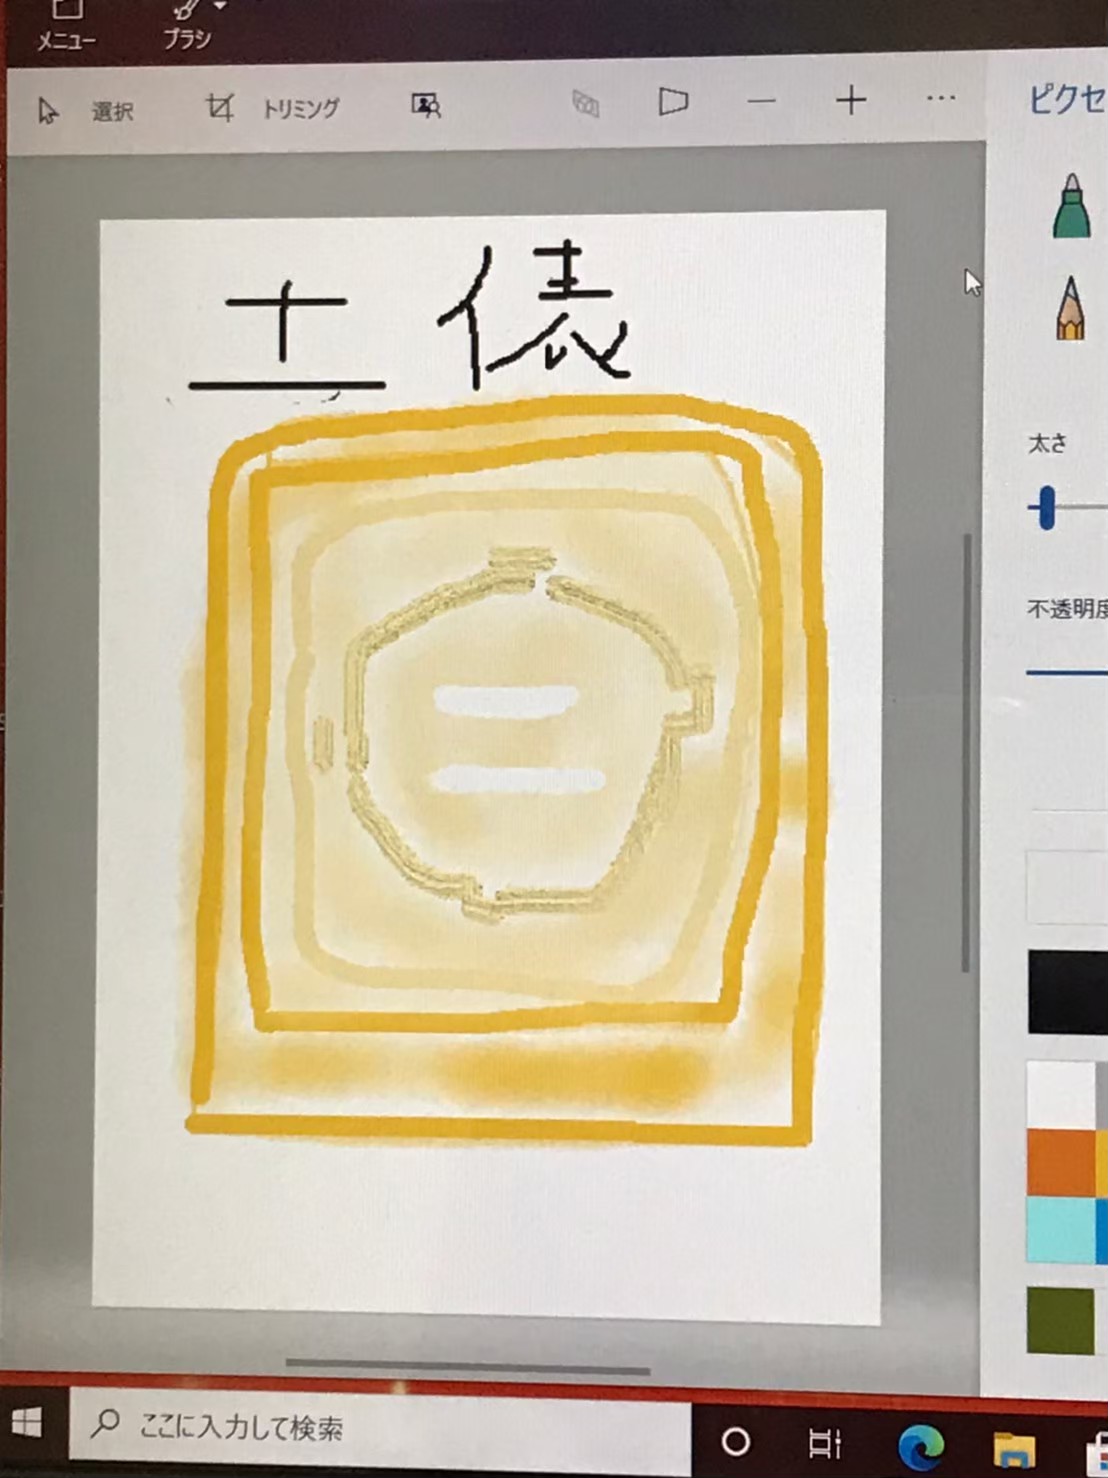 メニュー ブラシ
選択 トリミング
ピクセ
土俵
太さ
不透明度
ここに入力して検索